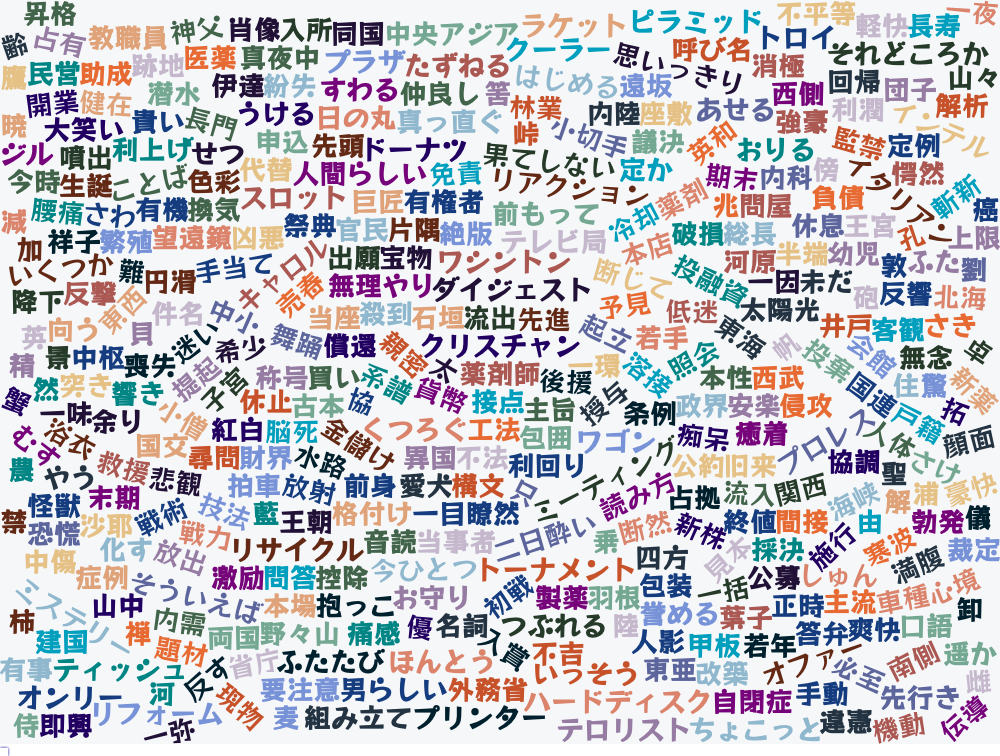 昇格 神父 肖像 入所 同国 中央アジア ラケット ピラミッド 不平等 軽快 長寿 一夜
齢 占有 教職員 医薬 真夜中 プラザ クーラー 思いっきり 呼び名 トロイ それどころか
鷹 民営 助成 跡地 伊達 紛失 すわる たずねる はじめる 遠坂 消極 回帰 団子 山々
開業 健在 潜水 うける 仲良し 答 林業 内陸 座敷 あせる 西側 利潤 解析
暁 大笑い 貴い 長門 申込 先頭 日の丸 真っ直ぐ 峠 小切手 議決 英和 強豪 監禁 定例 イーテル
ジル 噴出 利上げ せつ 代替 人間らしい ドーナツ 免責 果てしない 定か おりる 傍 愕然
今時 生誕 ことば 色彩 スロット 巨匠 有権者 リアクション 薬剤 期末 内科 負債 イタリアン 斬新 癌
減 腰痛 さわ 有機 換気 祭典 官民 片隅 絶版 前もって 冷却 兆 問屋 休息 王宮 孔 上限
加 祥子 繁殖 望遠鏡 凶悪 出願 宝物 テレビ局 本店 破損 総長 半端 幼児 ふた 劉
いくつか 難 円滑 手当て キャロル 無理やり ワシントン ダイジェスト 断じて 投融資 河原 一因 未だ 敦
降下 反撃 東西 件名 中小 売春 当座 殺到 石垣 流出 先進 予見 低迷 太陽光 砲 反響 北海
英 向う 貝 迷い 舞踊 償還 親密 クリスチャン 起立 若手 東海 帆 井戸 客観 さき
精 景 中枢 喪失 希少 太 薬剤師 後援 一環 溶接 照会 投棄 会館 無念 卓
蟹 然 突き 響き 提起 子宮 称号 買い 系譜 貨幣 接点 主旨 授与 本性 西武 国連 住 驚 新薬
一味 余り 小僧 休止 古本 協 条例 政界 安楽 侵攻 戸籍 拓
むす 浴衣 国交 紅白 脳死 金儲け くつろぐ 工法 包囲 ワゴン 痴呆 癒着 プロレス 人体 顔面
農 やう 救援 悲観 尋問 財界 水路 異国 不法 利回り ミーティング 公約 旧来 協調 聖 さけ
怪獣 末期 技法 拍車 放射 前身 愛犬 構文 只 読み方 占拠 流入 関西 海峡 解 浦 豪快
禁 恐慌 沙耶 戦術 藍 王朝 格付け 一目瞭然 二日酔い 乗 断然 新株 終値 間接 由 勃発 儀
中傷 化す 放出 戦力 リサイクル 音読 当事者 四方 見本 採決 施行 寒波 満腹 裁定
症例 そういえば 激励 問答 控除 今ひとつ トーナメント 包装 一括 公募 しゅん 車種 心境
ミステリー 山中 内需 本場 抱っこ お守り 初戦 製薬 羽根 誉める 葉子 正時 主流 卸
柿 建国 禅 題材 両国 野々山 痛感 優 名詞 入賞 つぶれる 陸 人影 甲板 若年 答弁 爽快 口語
有事 ティッシュ 反す 省庁 ふたたび ほんとう 不吉 いっそう 東亜 改築 オファー 必至 南側 遥か 雌
オンリー 河 現物 要注意 男らしい 外務省 ハードディスク 自閉症 手動 先行き
侍 即興 リフォーム 一弥 麦 組み立て プリンター テロリスト ちょこっと 違憲 機動 伝導